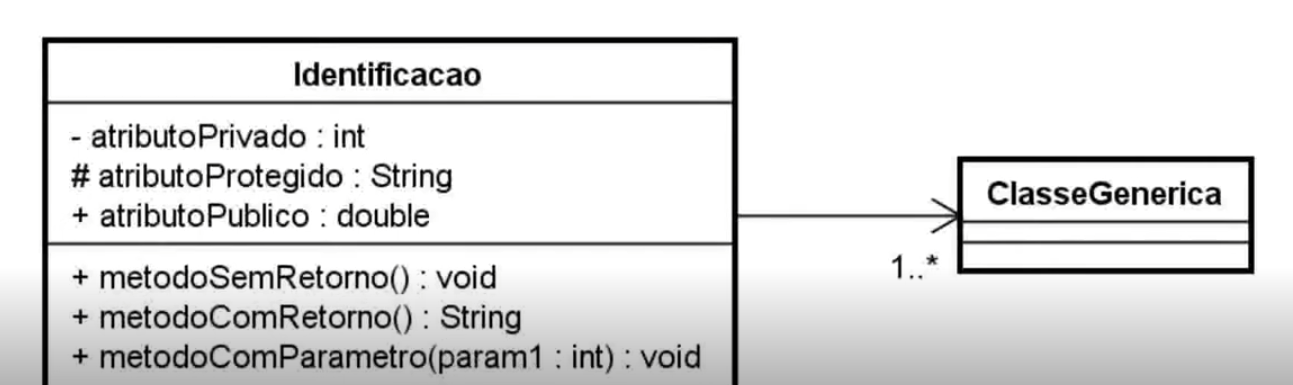 Identificacao
- atributoPrivado : int
# atributoProtegido : String
+ atributoPublico : double
+ metodoSemRetorno() : void
+ metodoComRetorno() : String
+ metodoComParametro(param1 : int) : void
ClasseGenerica
1..*